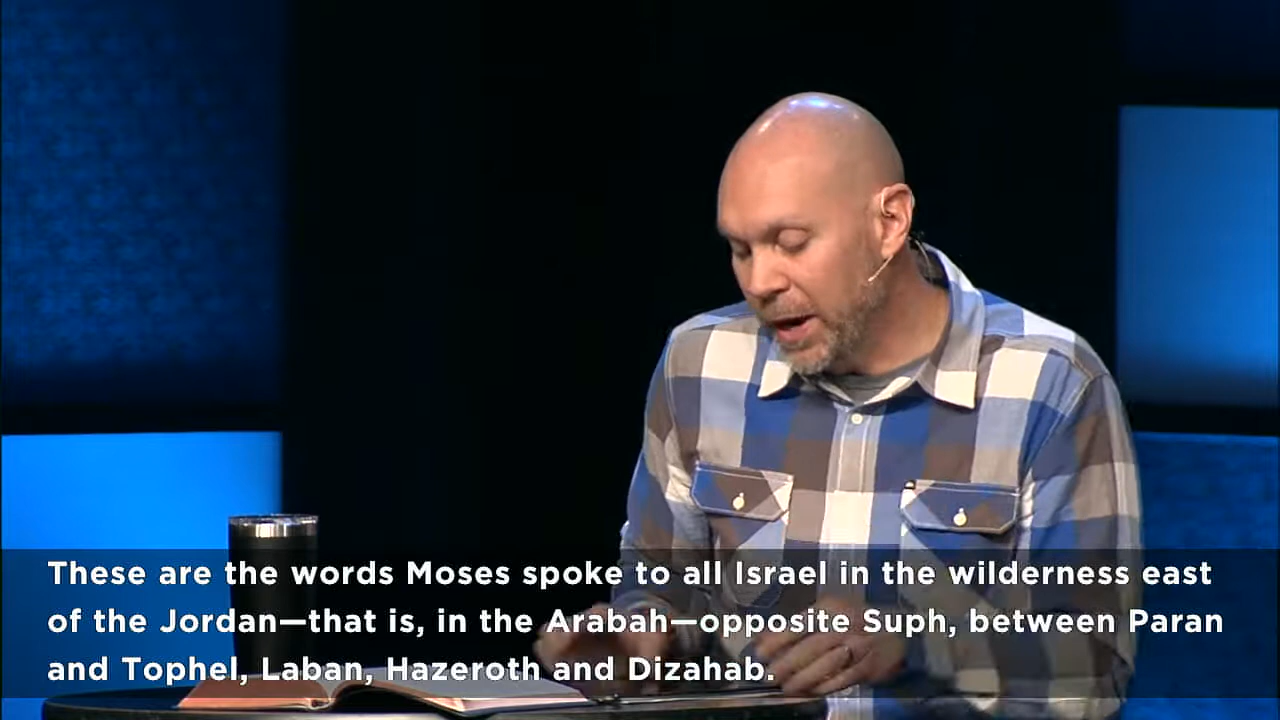 These are the words Moses spoke to all Israel in the wilderness east
of the Jordan—that is, in the Arabah—opposite Suph, between Paran
and Tophel, Laban, Hazeroth and Dizahab.